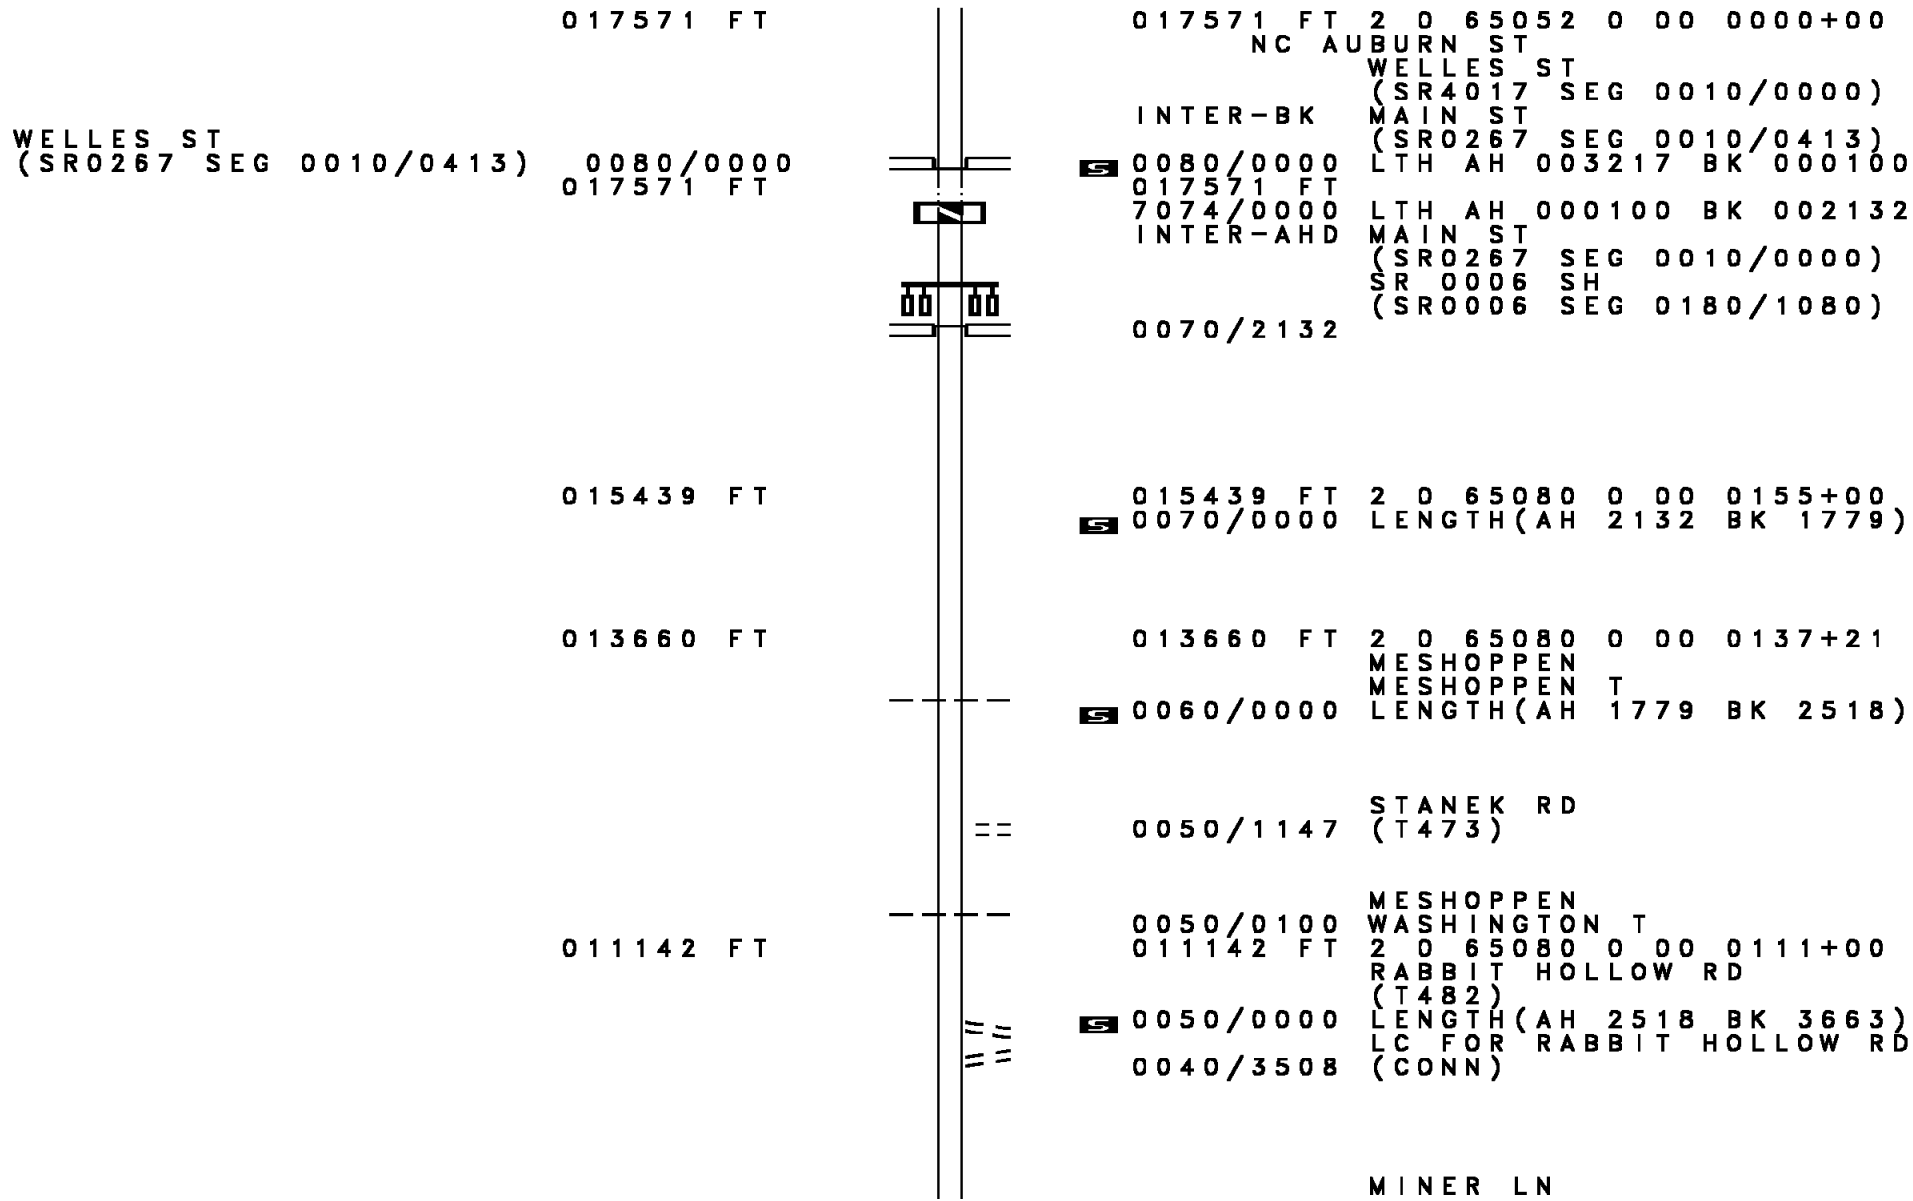 017571 FT 017571 FT 2 0 65052 0 00 0000+00
NC AUBURN ST
WELLES ST
(SR4017 SEG 0010/0000)
INTER-BK MAIN ST
WELLES ST (SR0267 SEG 0010/0413)
(SR0267 SEG 0010/0413) 0080/0000 S 0080/0000 LTH AH 003217 BK 000100
017571 FT 017571 FT
7074/0000 LTH AH 000100 BK 002132
INTER-AHD MAIN ST
(SR0267 SEG 0010/0000)
SR 0006 SH
(SR0006 SEG 0180/1080)
0070/2132
015439 FT 015439 FT 2 0 65080 0 00 0155+00
S 0070/0000 LENGTH(AH 2132 BK 1779)
013660 FT 013660 FT 2 0 65080 0 00 0137+21
MESHOPPEN
MESHOPPEN T
S 0060/0000 LENGTH(AH 1779 BK 2518)
STANEK RD
0050/1147 (T473)
MESHOPPEN
0050/0100 WASHINGTON T
011142 FT 011142 FT 2 0 65080 0 00 0111+00
RABBIT HOLLOW RD
(T482)
S 0050/0000 LENGTH(AH 2518 BK 3663)
LC FOR RABBIT HOLLOW RD
0040/3508 (CONN)
MINER LN